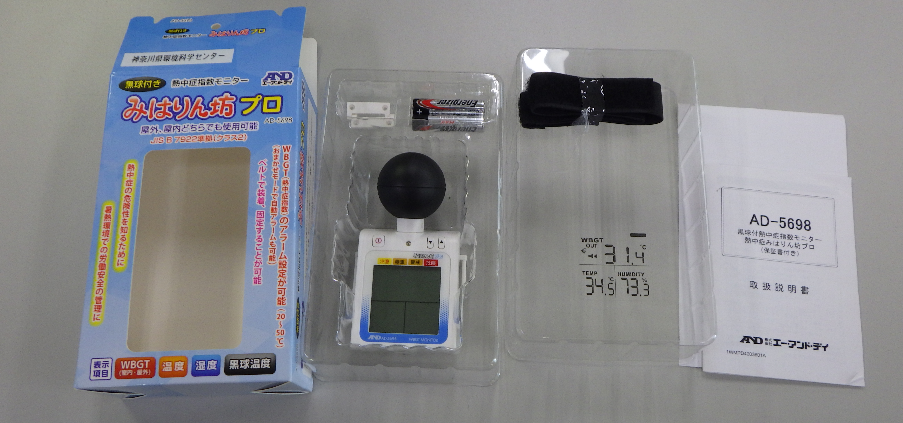 神奈川県環境科学センター
黒球付き 熱中症指数モニター
AND エー・アンド・デイ
みはりん坊 プロ
AD-5698
屋外、屋内どちらでも使用可能
JIS B 7922準拠(クラス2)
熱中症の危険性を知るために
暑熱環境での労働安全の管理に
WBGT(熱中症指数)のアラーム設定が可能(-20~50℃)
(おまかせモードで自動アラームも可能)
ベルトで装着、固定することが可能
表示項目
WBGT
(屋内・屋外)
温度
湿度
黒球温度
Energizer
WBGT
OUT
31.4 ℃
TEMP HUMIDITY
34.5 73.3
AD-5698
黒球付熱中症指数モニター
熱中症みはりん坊プロ
(保証書付き)
取扱説明書
AND 株式会社 エー・アンド・デイ